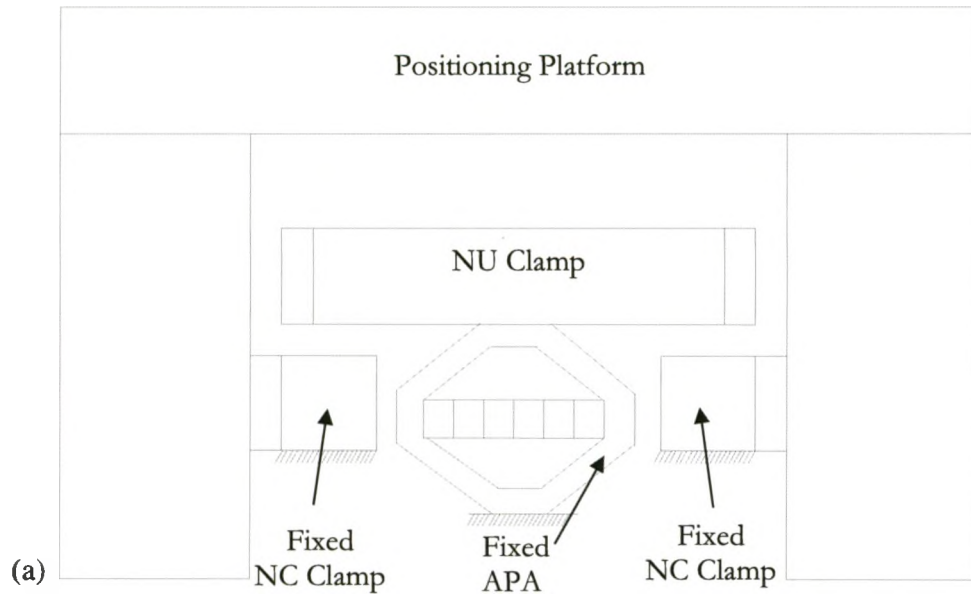 Positioning Platform
NU Clamp
Fixed
NC Clamp
Fixed
APA
Fixed
NC Clamp
(a)